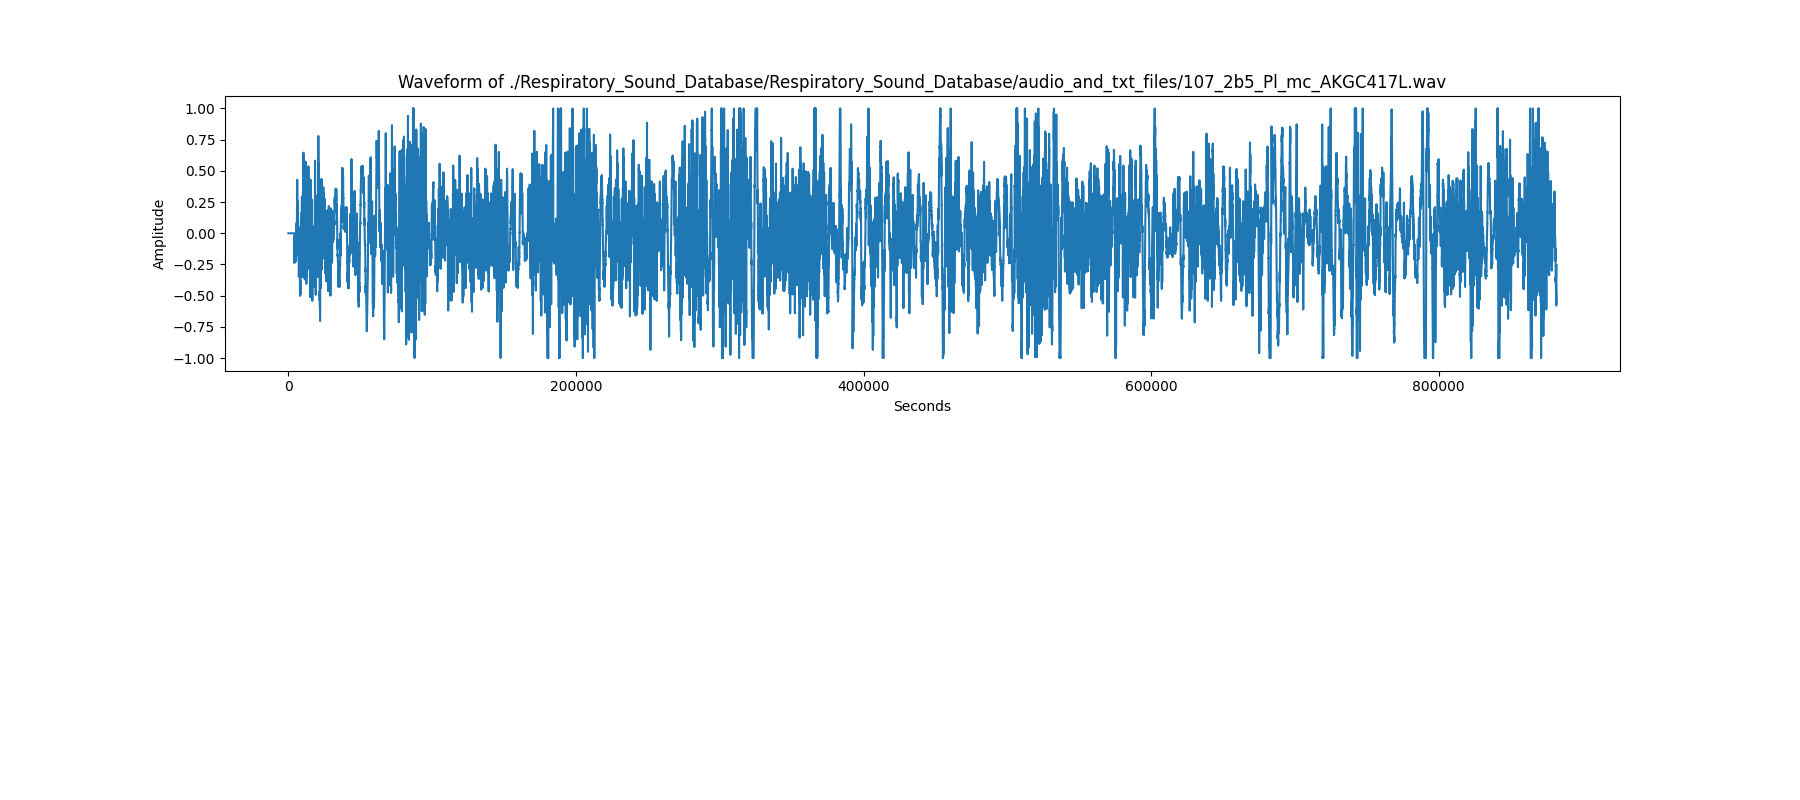 Waveform of ./Respiratory_Sound_Database/Respiratory_Sound_Database/audio_and_txt_files/107_2b5_Pl_mc_AKGC417L.wav
1.00
0.75
0.50
0.25
0.00
−0.25
−0.50
−0.75
−1.00
Amplitude
0 200000 400000 600000 800000
Seconds